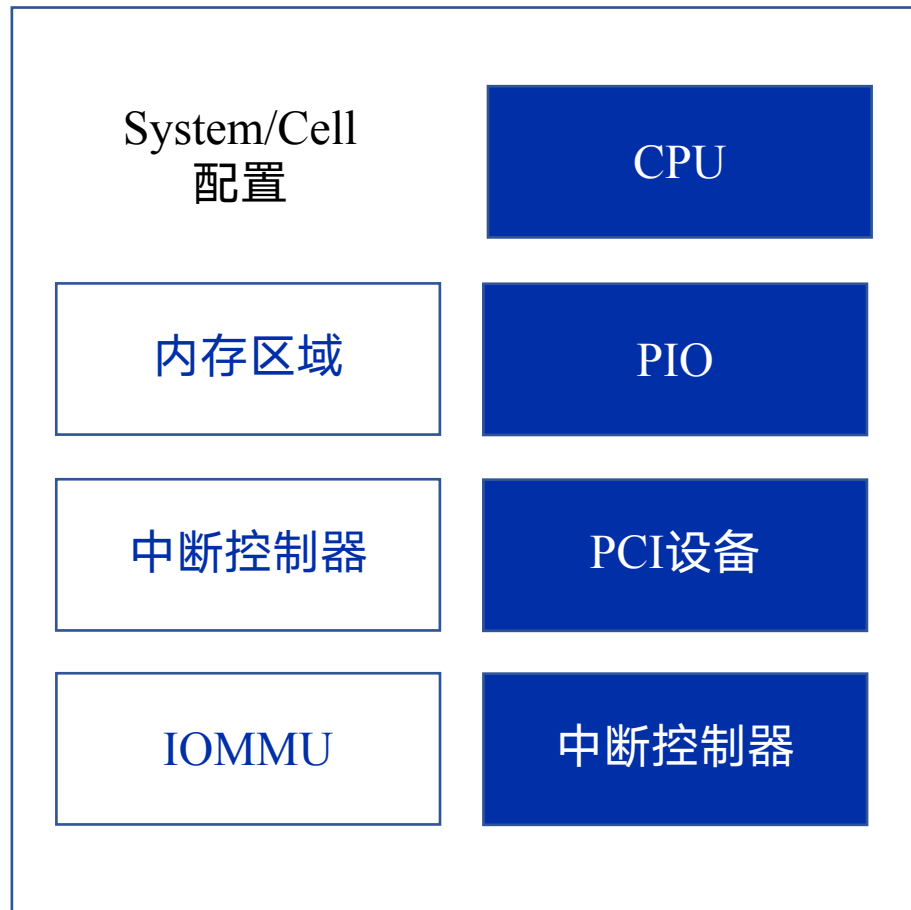 System/Cell
配置
CPU
内存区域
PIO
中断控制器
PCI设备
IOMMU
中断控制器